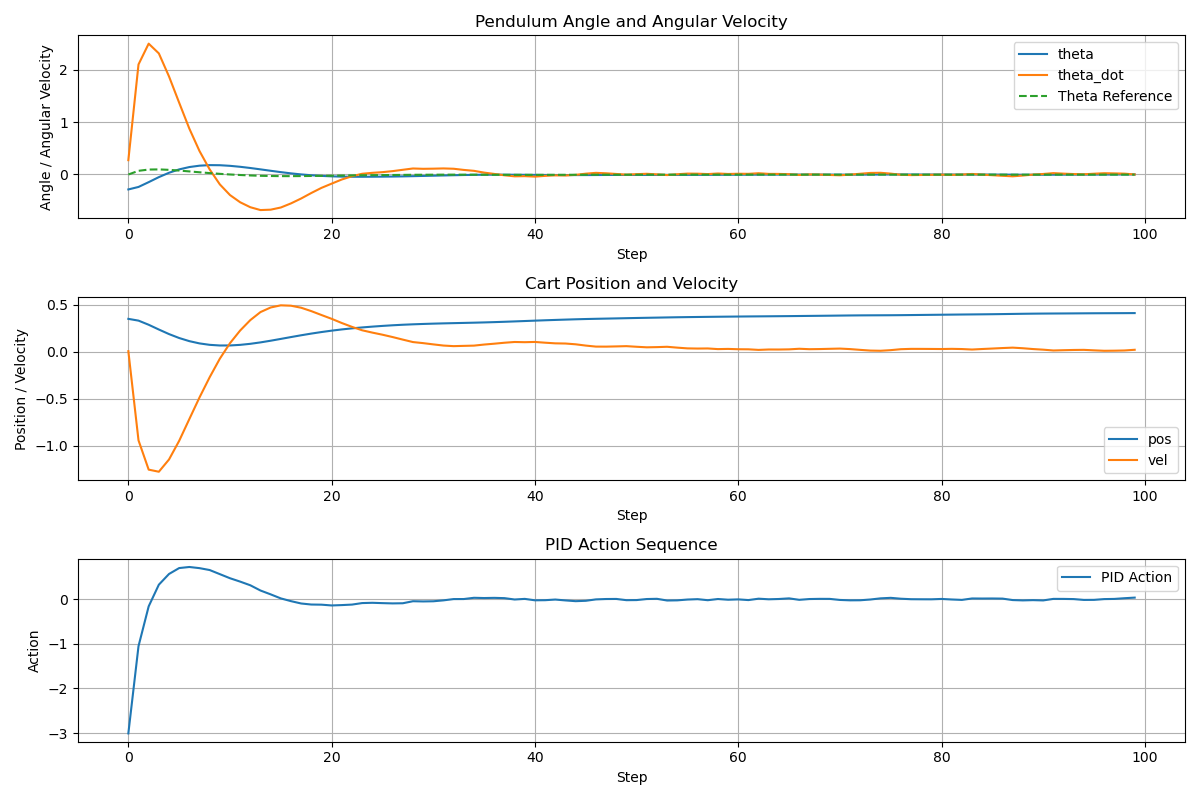 Pendulum Angle and Angular Velocity
Angle / Angular Velocity
2
1
0
theta
theta_dot
Theta Reference
0 20 40 60 80 100
Step
Cart Position and Velocity
Position / Velocity
0.5
0.0
−0.5
−1.0
pos
vel
0 20 40 60 80 100
Step
PID Action Sequence
Action
0
−1
−2
−3
PID Action
0 20 40 60 80 100
Step